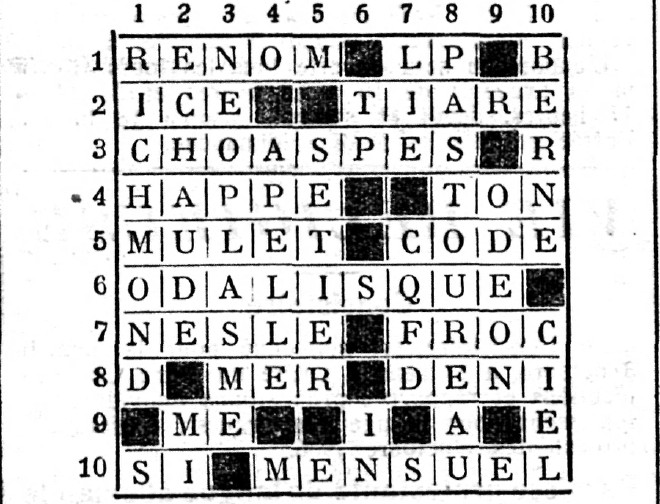 1 2 3 4 5 6 7 8 9 10
1 R E N O M ■ L P ■ B
2 I C E ■ ■ T I A R E
3 C H O A S P E S ■ R
4 H A P P E ■ ■ T O N
5 M U L E T ■ C O D E
6 O D A L I S Q U E ■
7 N E S L E ■ F R O C
8 D ■ M E R ■ D E N I
9 ■ M E ■ ■ I ■ A ■ E
10 S I ■ M E N S U E L